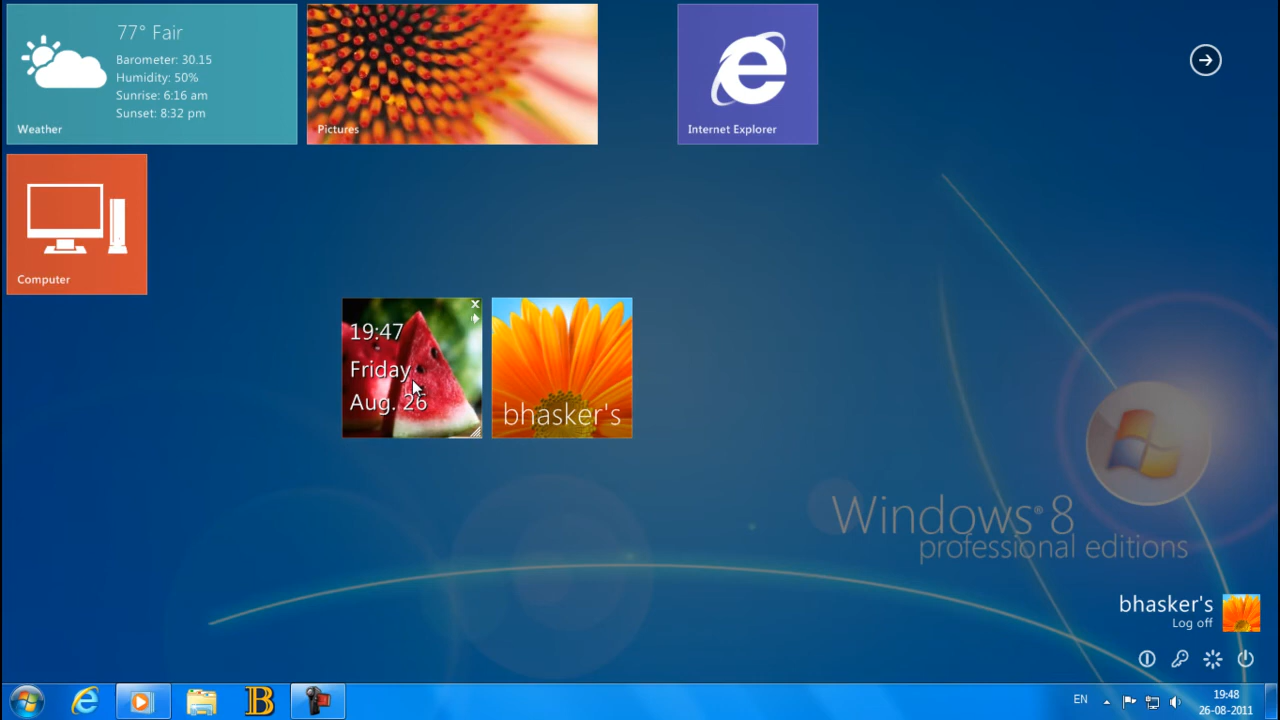 77° Fair
Barometer: 30.15
Humidity: 50%
Sunrise: 6:16 am
Sunset: 8:32 pm
Weather
Pictures
Internet Explorer
Computer
19:47
Friday
Aug. 26
bhasker's
Windows® 8
professional editions
bhasker's
Log off
B
EN
19:48
26-08-2011